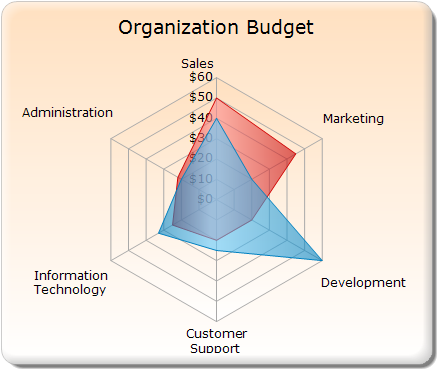 Organization Budget
Sales
$60
$50
$40
$30
$20
$10
$0
Administration
Marketing
Information
Technology
Development
Customer
Support